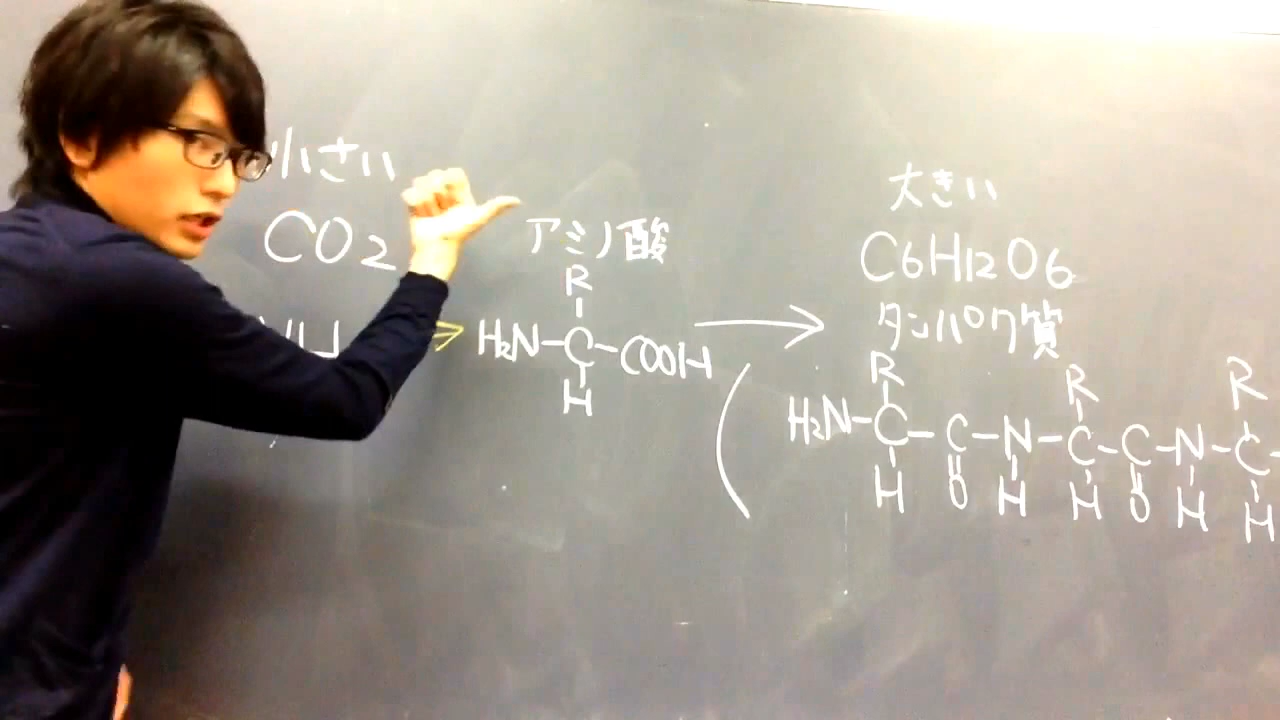 小さい
CO2
アミノ酸
R
H2N-C-COOH
H
大きい
C6H12O6
タンパク質
R R R
H2N-C-C-N-C-C-N-C-
H O H H O H H